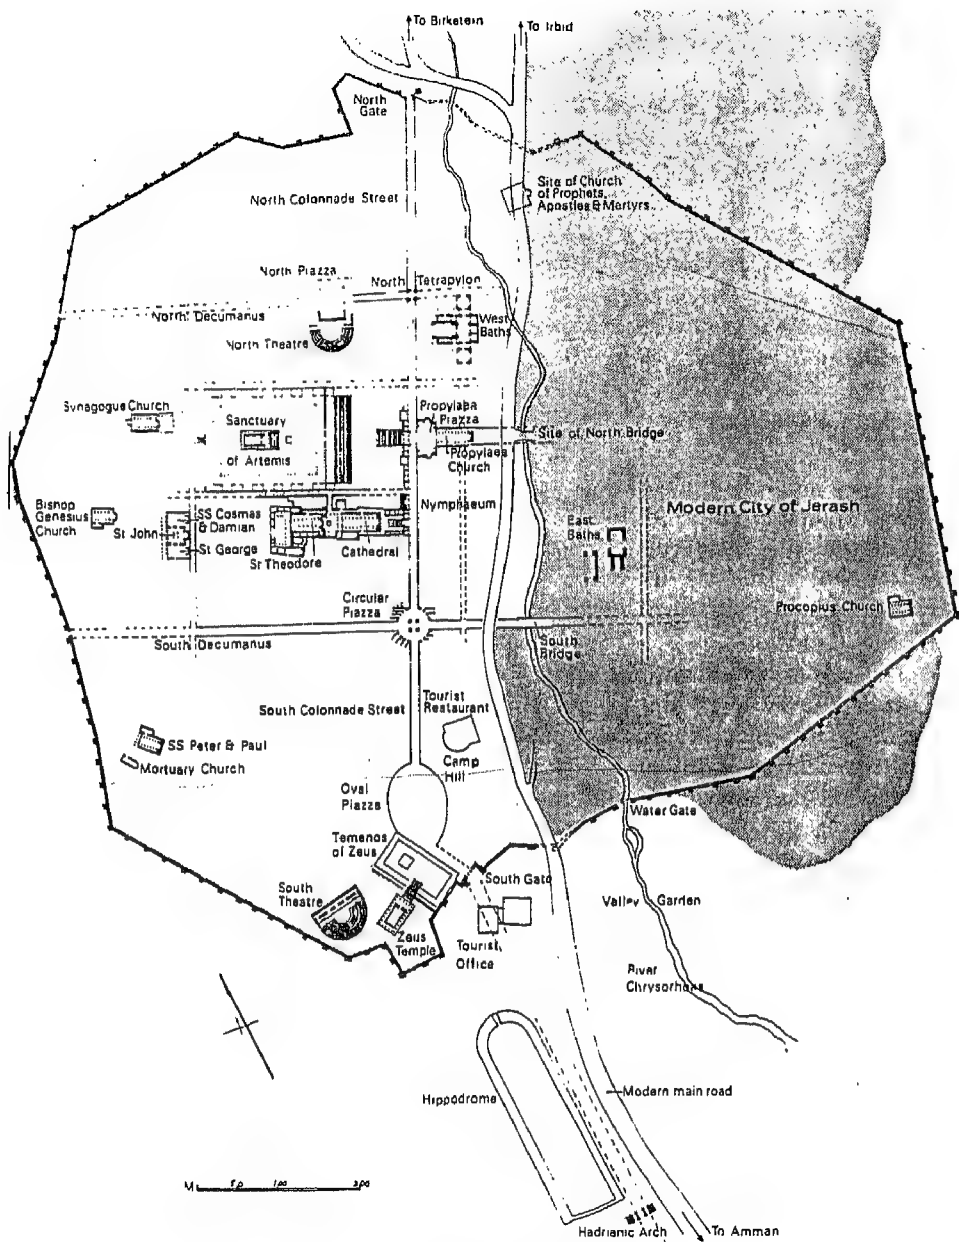 To Birketein
To Irbid
North
Gate
Site of Church
of Prophets,
Apostles & Martyrs
North Colonnade Street
North Piazza
North Tetrapylon
North Decumanus
West
Baths
North Theatre
Synagogue Church
Propylaea
Piazza
Sanctuary
of Artemis
C
Site of North Bridge
Propylaea
Church
Bishop
Genesius
Church
SS Cosmas
& Damian
St John
St George
Nymphaeum
Modern City of Jerash
East
Baths
Cathedral
St Theodore
Circular
Piazza
Procopius Church
South Decumanus
South
Bridge
South Colonnade Street
Tourist
Restaurant
SS Peter & Paul
Mortuary Church
Camp
Hill
Oval
Piazza
Water Gate
Temenos
of Zeus
South Gate
South
Theatre
Valley Garden
Zeus
Temple
Tourist
Office
River
Chrysorhoas
Hippodrome
Modern main road
M 50 100 200
Hadrianic Arch
To Amman